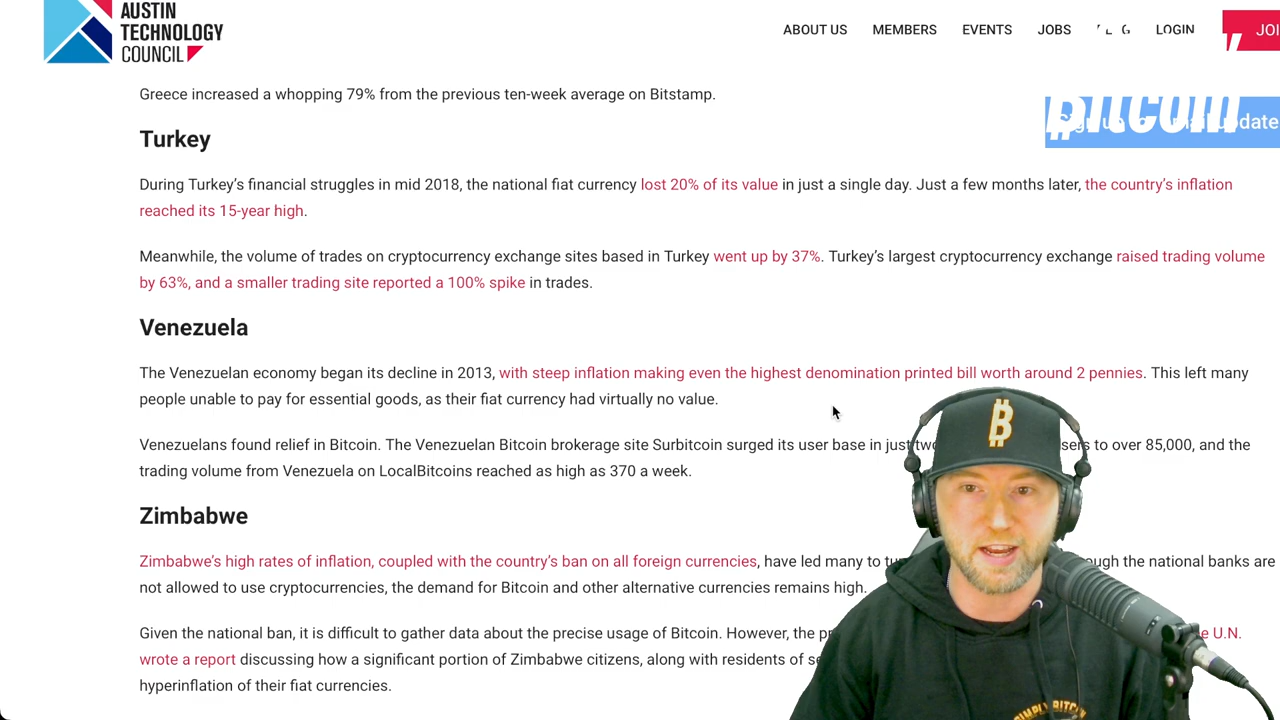 AUSTIN
TECHNOLOGY
COUNCIL
ABOUT US MEMBERS EVENTS JOBS LOGIN JOI
Greece increased a whopping 79% from the previous ten-week average on Bitstamp.
Bitcoin
Turkey
During Turkey’s financial struggles in mid 2018, the national fiat currency lost 20% of its value in just a single day. Just a few months later, the country’s inflation
reached its 15-year high.
Meanwhile, the volume of trades on cryptocurrency exchange sites based in Turkey went up by 37%. Turkey’s largest cryptocurrency exchange raised trading volume
by 63%, and a smaller trading site reported a 100% spike in trades.
Venezuela
The Venezuelan economy began its decline in 2013, with steep inflation making even the highest denomination printed bill worth around 2 pennies. This left many
people unable to pay for essential goods, as their fiat currency had virtually no value.
Venezuelans found relief in Bitcoin. The Venezuelan Bitcoin brokerage site Surbitcoin surged its user base in just to over 85,000, and the
trading volume from Venezuela on LocalBitcoins reached as high as 370 a week.
Zimbabwe
Zimbabwe’s high rates of inflation, coupled with the country’s ban on all foreign currencies, have led many to the national banks are
not allowed to use cryptocurrencies, the demand for Bitcoin and other alternative currencies remains high.
Given the national ban, it is difficult to gather data about the precise usage of Bitcoin. However, the U.N.
wrote a report discussing how a significant portion of Zimbabwe citizens, along with residents of
hyperinflation of their fiat currencies.
SIMPLY BITCOIN